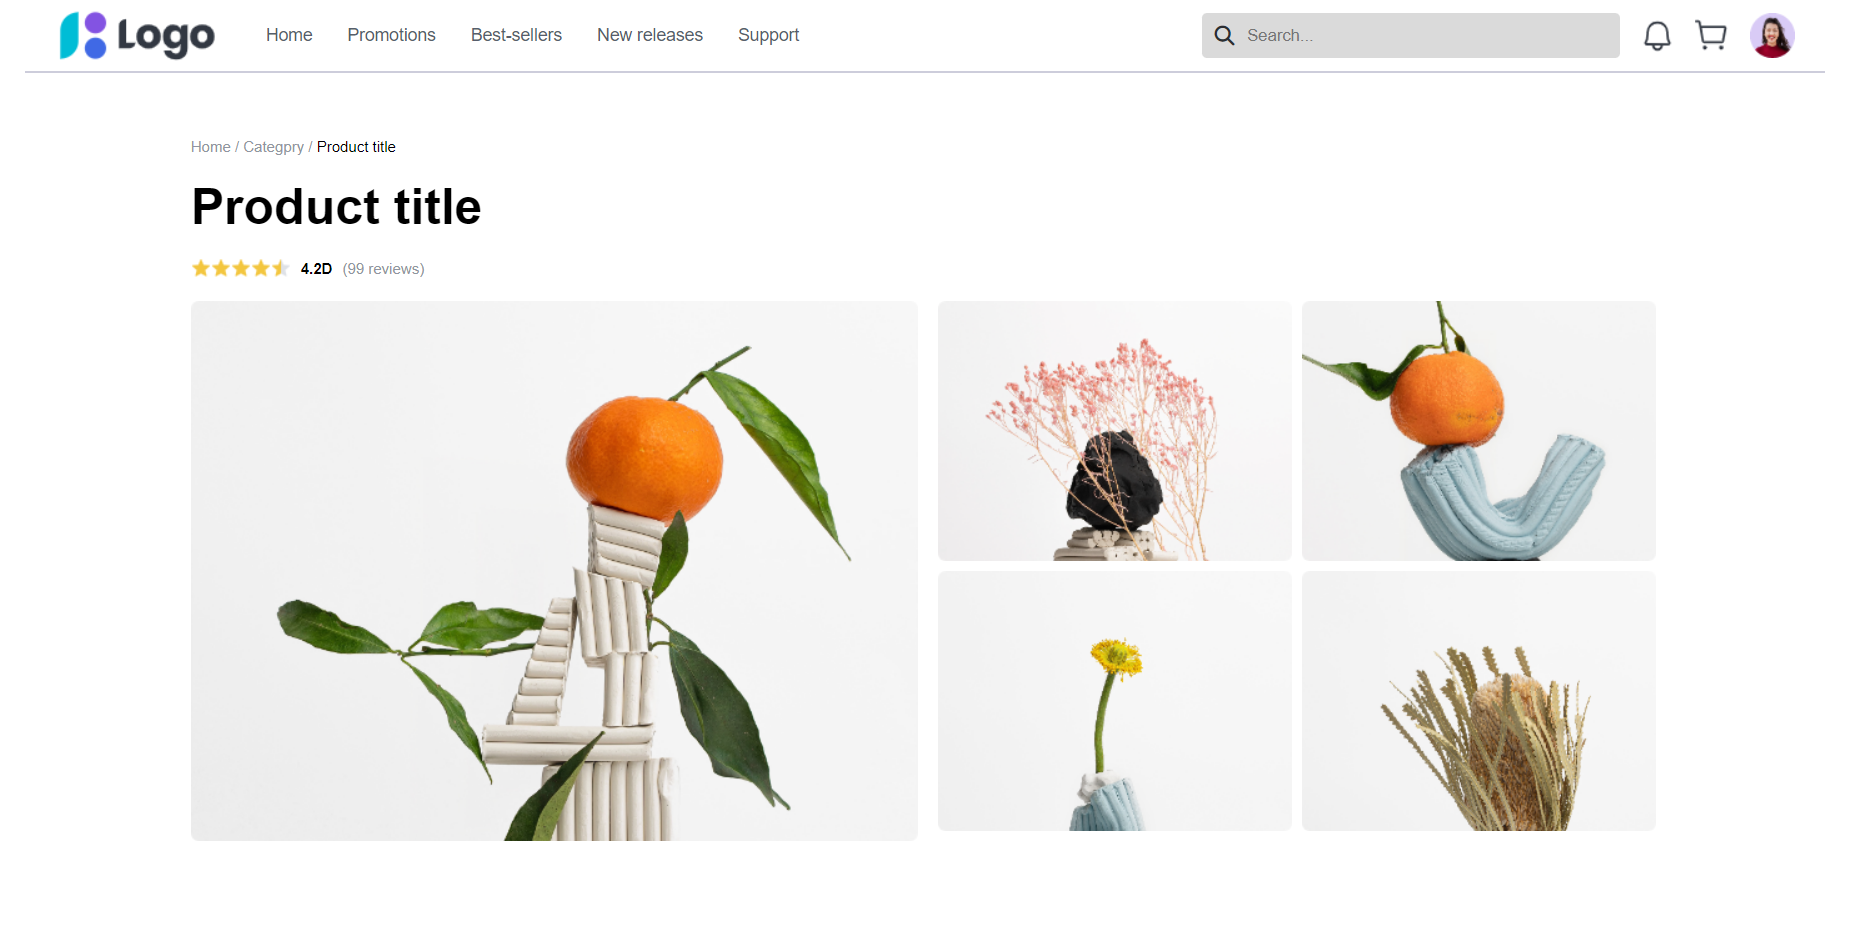 Logo Home Promotions Best-sellers New releases Support Search...
Home / Categpry / Product title
Product title
4.2D (99 reviews)